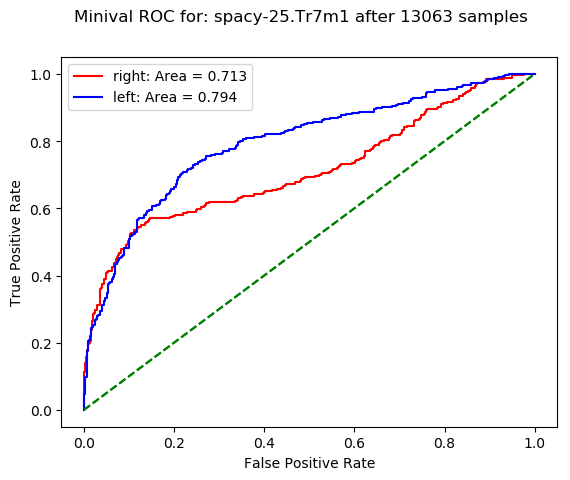 Minival ROC for: spacy-25.Tr7m1 after 13063 samples
right: Area = 0.713
left: Area = 0.794
1.0
0.8
0.6
0.4
0.2
0.0
True Positive Rate
0.0 0.2 0.4 0.6 0.8 1.0
False Positive Rate